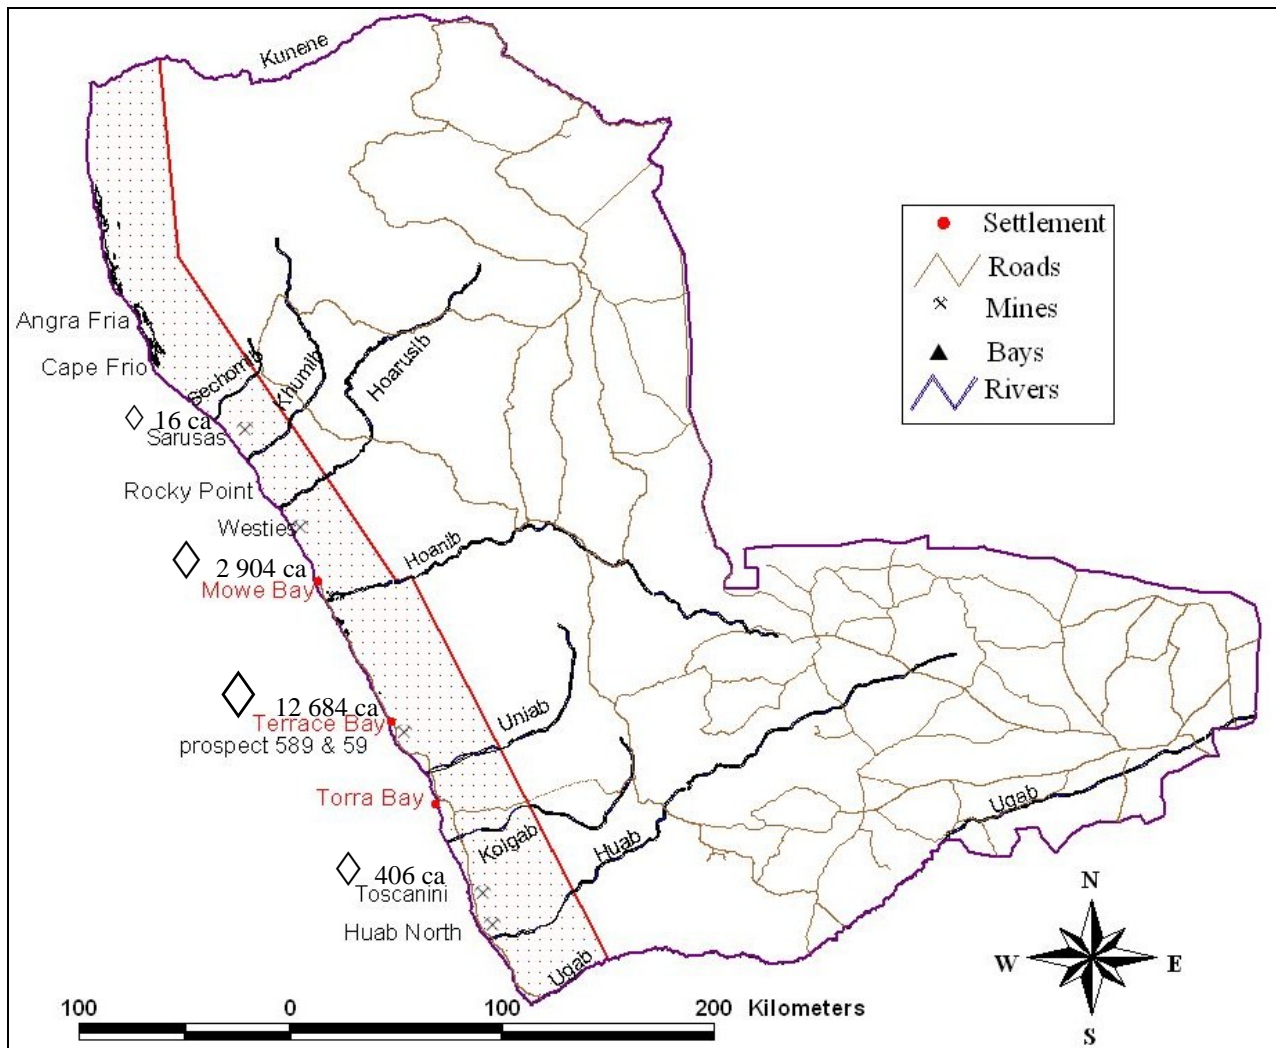 Kunene
Settlement
Roads
Mines
Bays
Rivers
Angra Fria
Cape Frio
Sechomib
Khumib
Hoarusib
16 ca
Sarusas
Rocky Point
Westies
Hoanib
2 904 ca
Mowe Bay
12 684 ca
Terrace Bay
prospect 589 & 59
Uniab
Torra Bay
Ugab
Kolgab
Huab
406 ca
Toscanini
Huab North
Ugab
N
W E
S
100 0 100 200 Kilometers